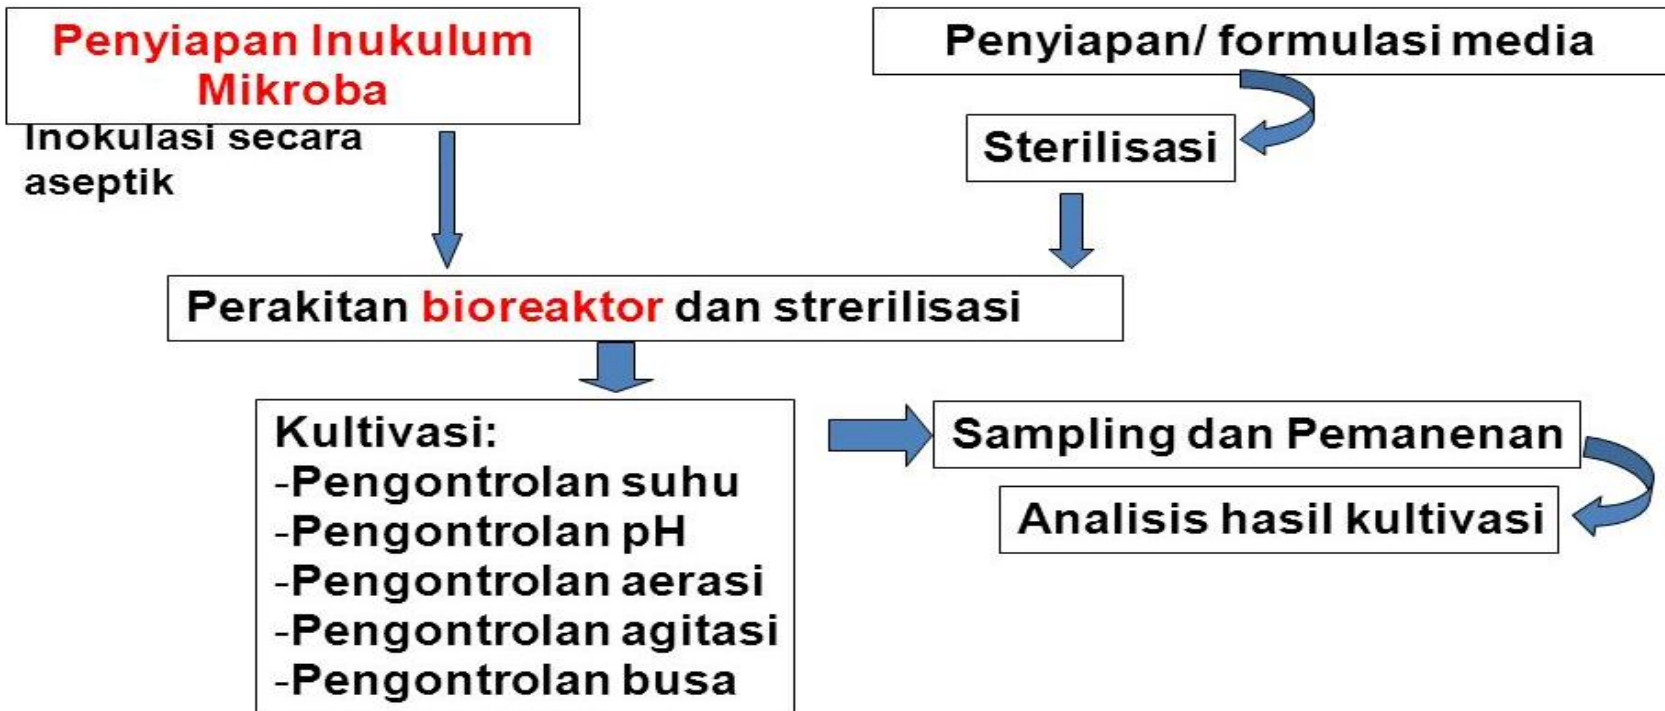 Penyiapan Inukulum
Mikroba
Inokulasi secara
aseptik
Penyiapan/ formulasi media
Sterilisasi
Perakitan bioreaktor dan strerilisasi
Kultivasi:
-Pengontrolan suhu
-Pengontrolan pH
-Pengontrolan aerasi
-Pengontrolan agitasi
-Pengontrolan busa
Sampling dan Pemanenan
Analisis hasil kultivasi